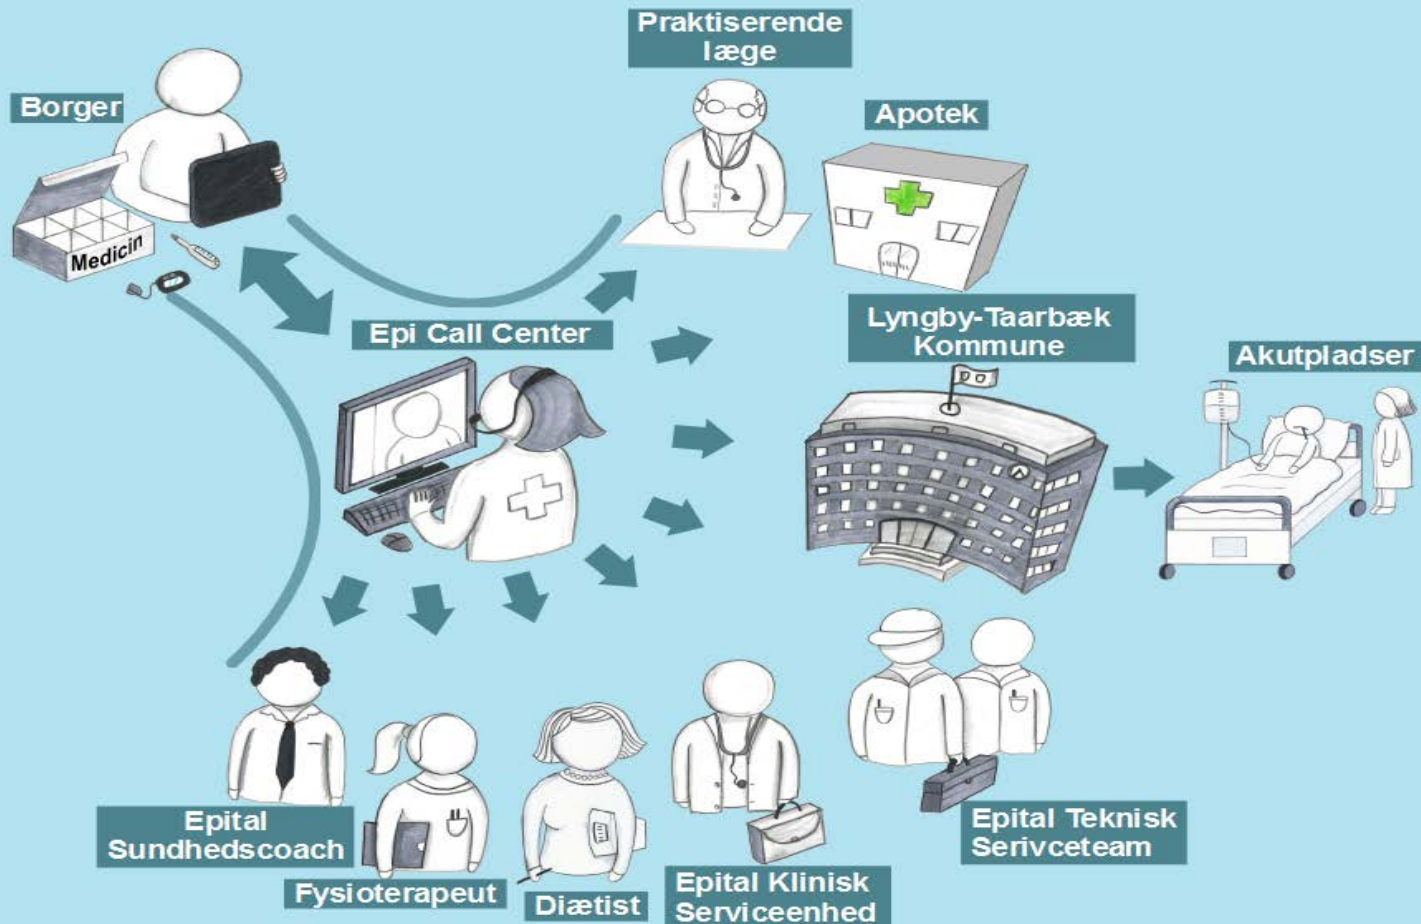 Praktiserende
læge
Borger
Apotek
Medicin
Epi Call Center
Lyngby-Taarbæk
Kommune
Akutpladser
Epital
Sundhedscoach
Fysioterapeut
Diætist
Epital Klinisk
Serviceenhed
Epital Teknisk
Serivceteam